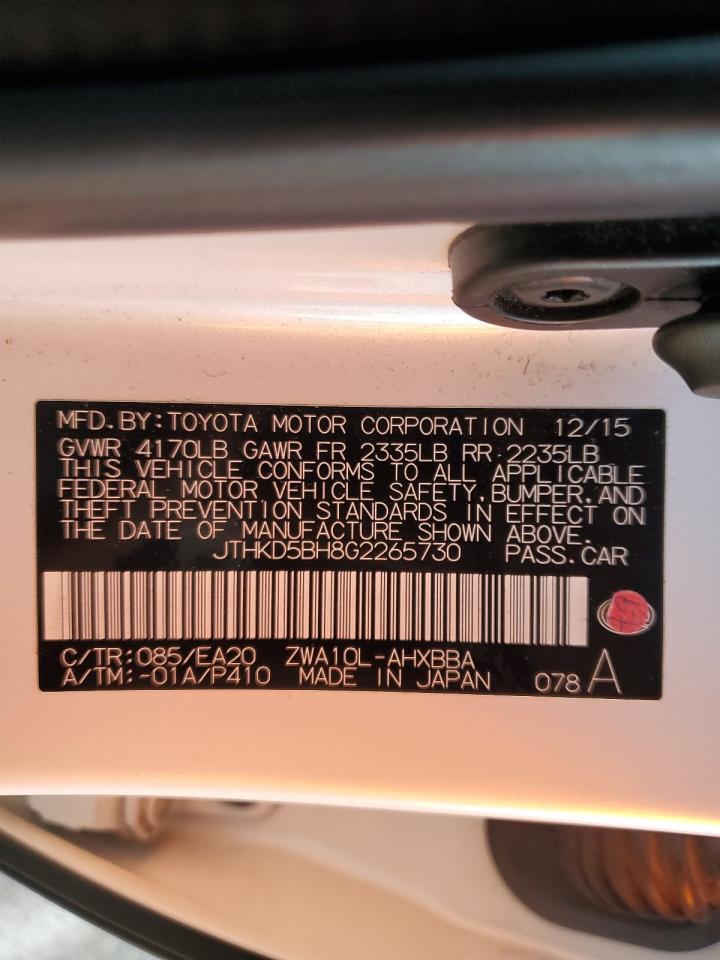 MFD.BY:TOYOTA MOTOR CORPORATION 12/15
GVWR 4170LB GAWR FR 2335LB RR 2235LB
THIS VEHICLE CONFORMS TO ALL APPLICABLE
FEDERAL MOTOR VEHICLE SAFETY,BUMPER,AND
THEFT PREVENTION STANDARDS IN EFFECT ON
THE DATE OF MANUFACTURE SHOWN ABOVE.
JTHKD5BH8G2265730 PASS.CAR
C/TR:085/EA20 ZWA10L-AHXBBA
A/TM:-01A/P410 MADE IN JAPAN 078 A